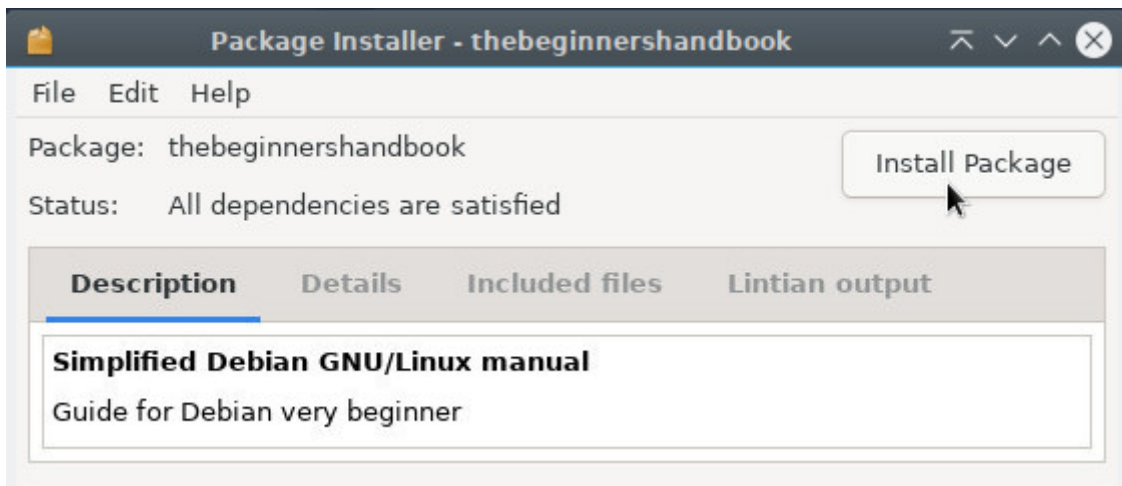 Package Installer - thebeginnershandbook
File Edit Help
Package: thebeginnershandbook
Install Package
Status: All dependencies are satisfied
Description Details Included files Lintian output
Simplified Debian GNU/Linux manual
Guide for Debian very beginner